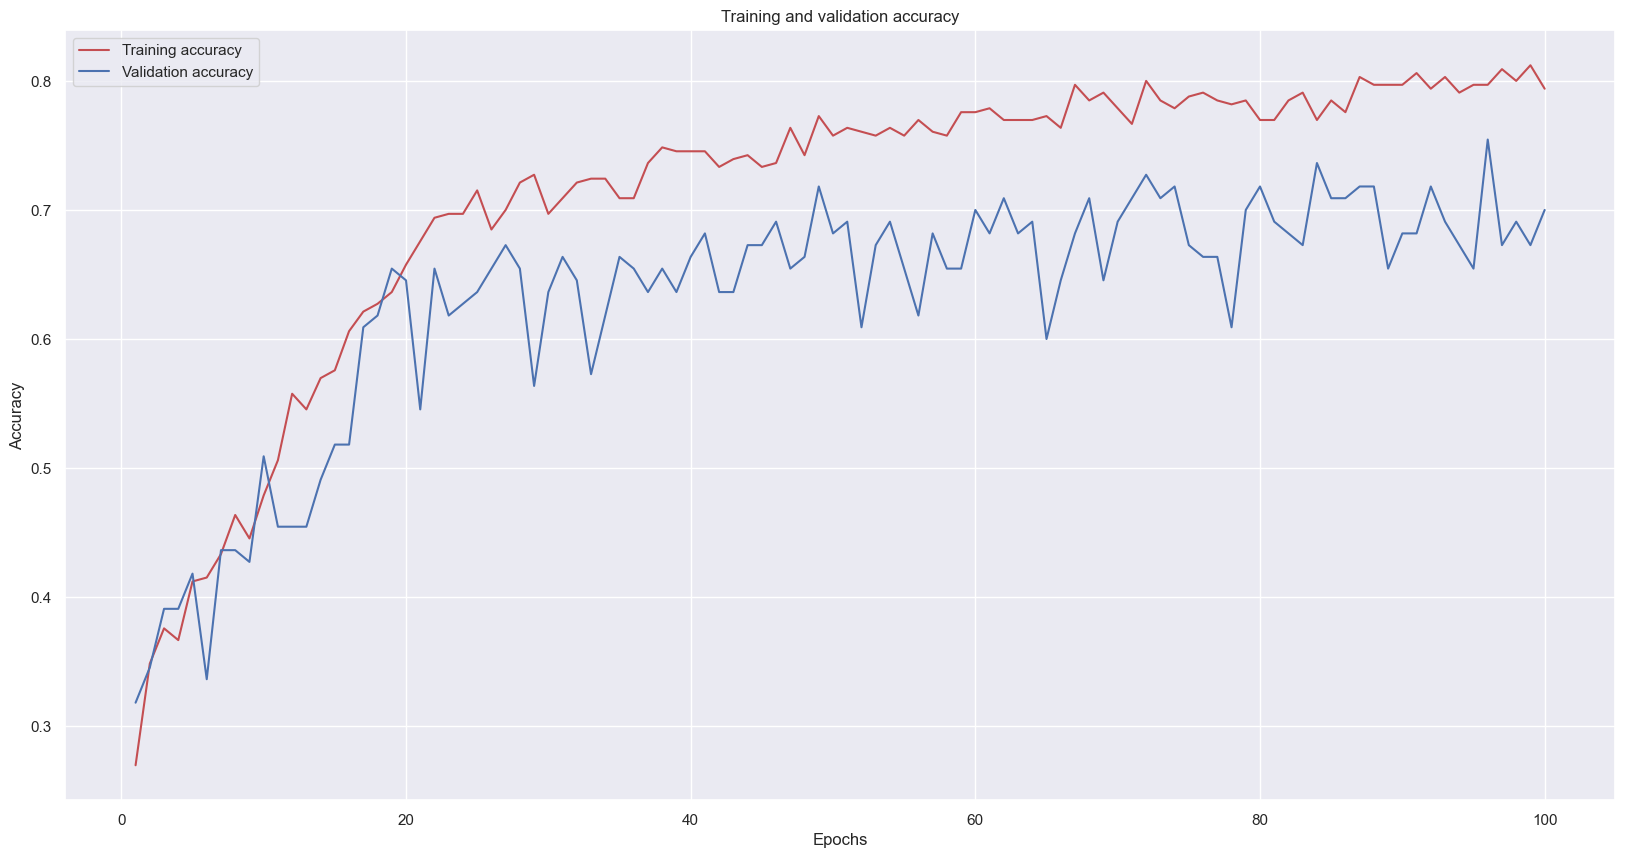 Training and validation accuracy
Training accuracy
Validation accuracy
0.8
0.7
0.6
0.5
0.4
0.3
Accuracy
0 20 40 60 80 100
Epochs